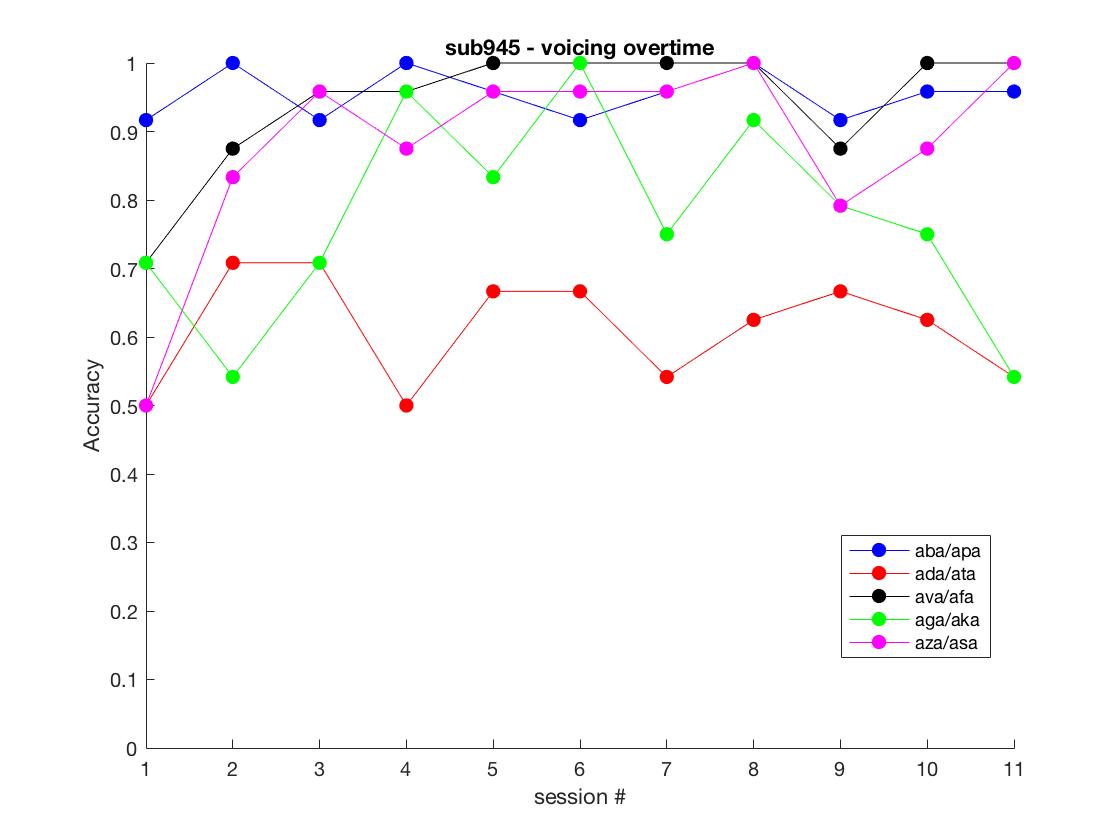 sub945 - voicing overtime
1
0.9
0.8
0.7
0.6
0.5
0.4
0.3
0.2
0.1
0
Accuracy
aba/apa
ada/ata
ava/afa
aga/aka
aza/asa
1 2 3 4 5 6 7 8 9 10 11
session #